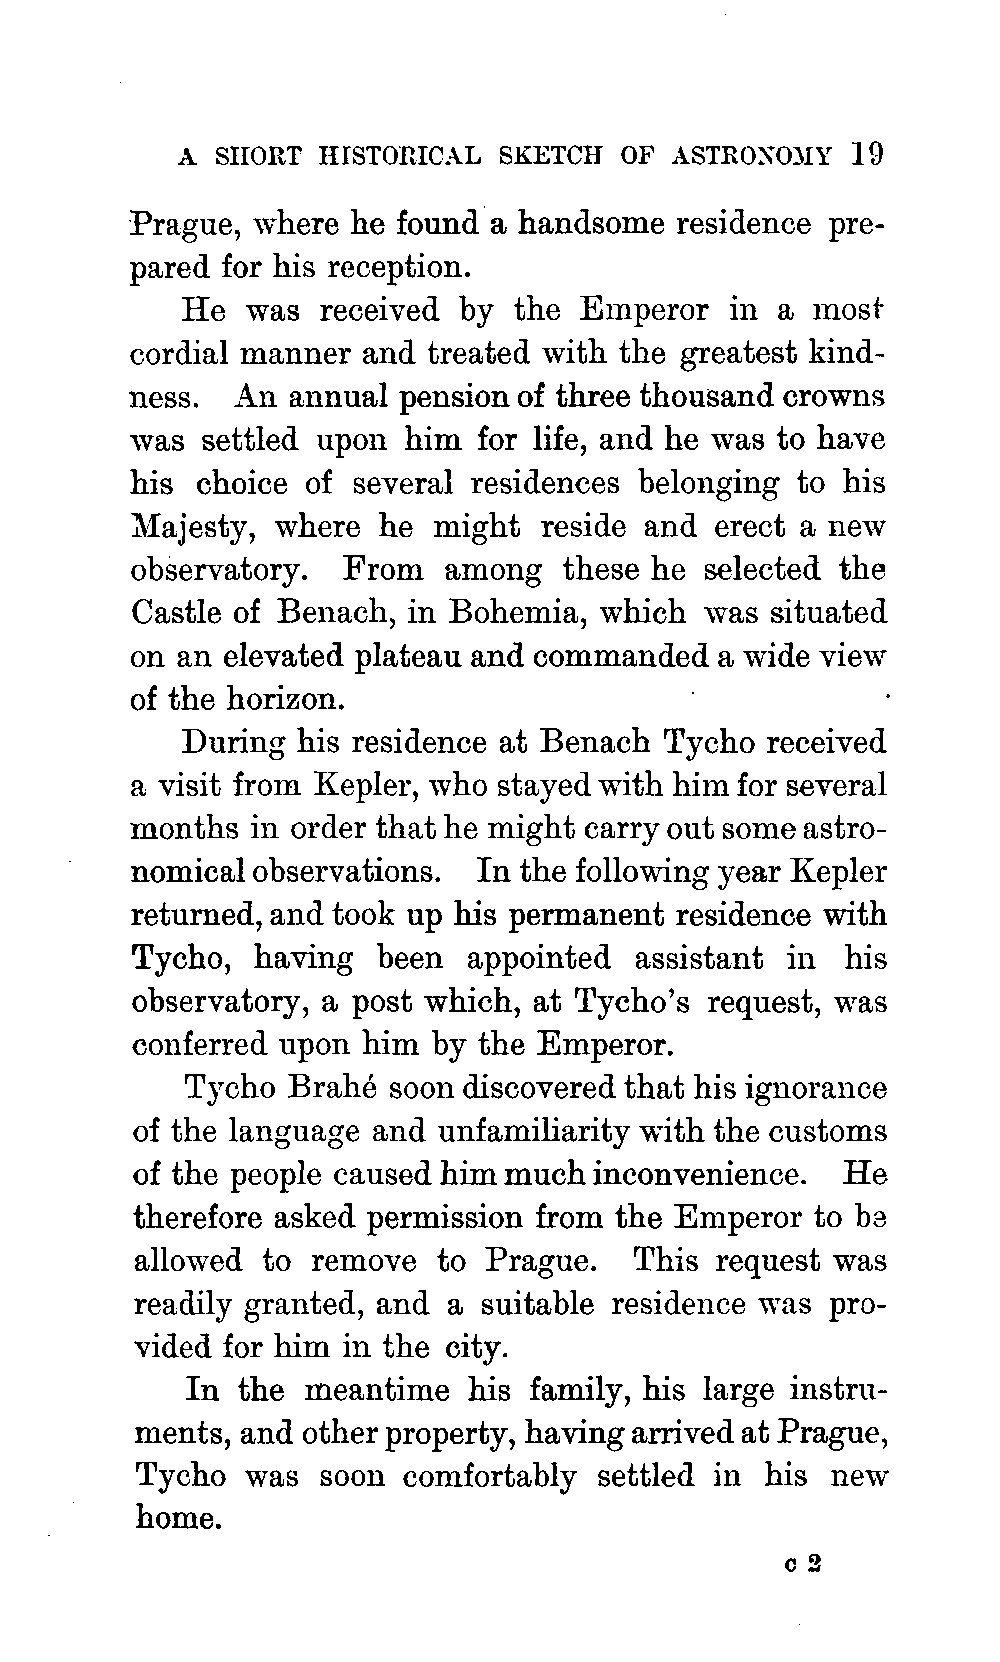 A SHORT HISTORICAL SKETCH OF ASTRONOMY 19
Prague, where he found a handsome residence pre-
pared for his reception.
He was received by the Emperor in a most
cordial manner and treated with the greatest kind-
ness. An annual pension of three thousand crowns
was settled upon him for life, and he was to have
his choice of several residences belonging to his
Majesty, where he might reside and erect a new
observatory. From among these he selected the
Castle of Benach, in Bohemia, which was situated
on an elevated plateau and commanded a wide view
of the horizon.
During his residence at Benach Tycho received
a visit from Kepler, who stayed with him for several
months in order that he might carry out some astro-
nomical observations. In the following year Kepler
returned, and took up his permanent residence with
Tycho, having been appointed assistant in his
observatory, a post which, at Tycho's request, was
conferred upon him by the Emperor.
Tycho Brahé soon discovered that his ignorance
of the language and unfamiliarity with the customs
of the people caused him much inconvenience. He
therefore asked permission from the Emperor to be
allowed to remove to Prague. This request was
readily granted, and a suitable residence was pro-
vided for him in the city.
In the meantime his family, his large instru-
ments, and other property, having arrived at Prague,
Tycho was soon comfortably settled in his new
home.
C 2